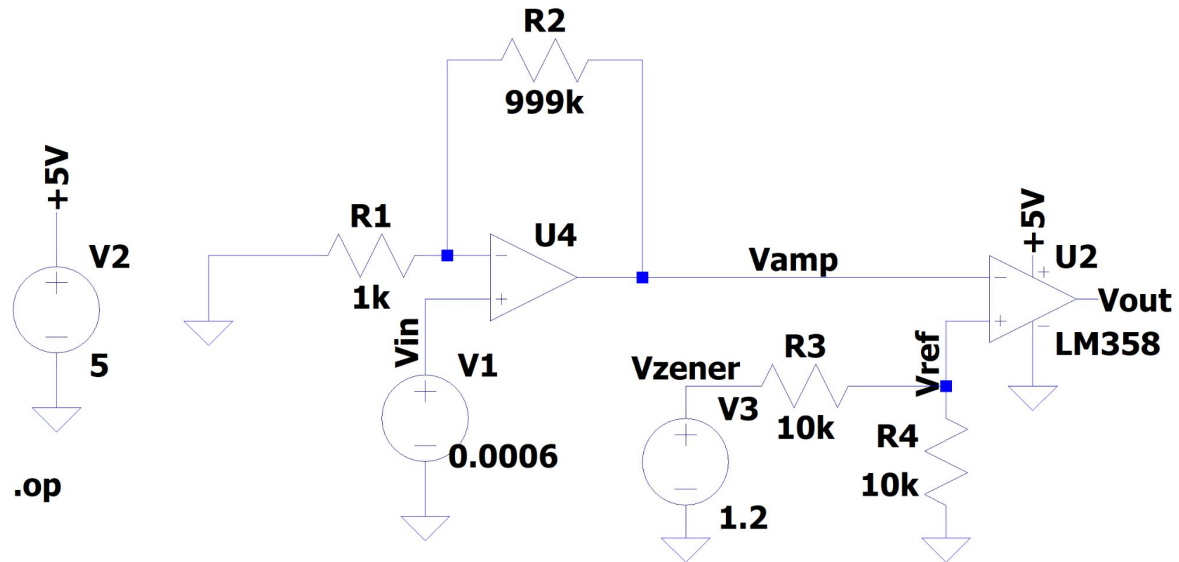 R2
999k
+5V
V2
5
R1
1k
U4
Vin
V1
0.0006
Vamp
+5V
U2
Vout
LM358
Vref
R3
10k
Vzener
V3
1.2
R4
10k
.op